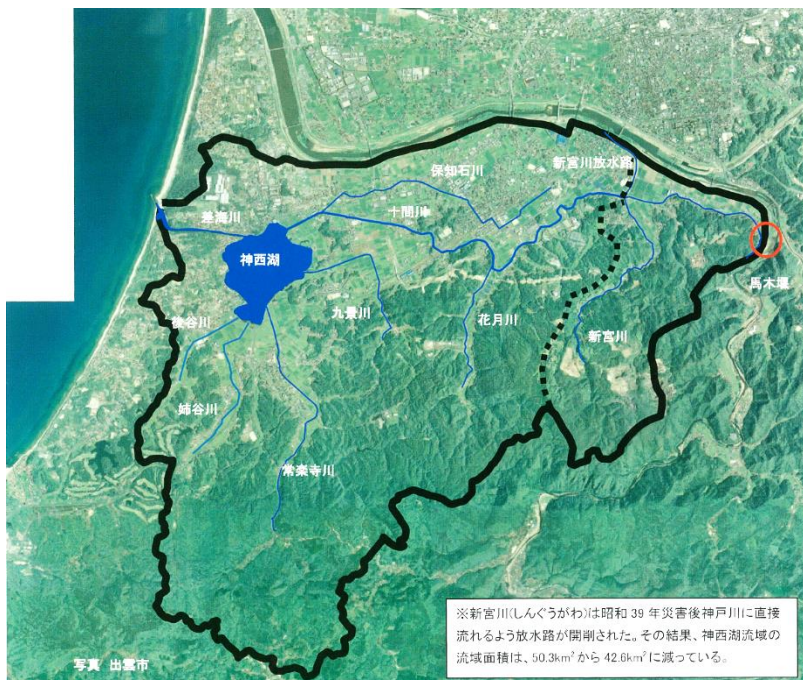 保知石川
新宮川放水路
差海川
十間川
神西湖
馬木堰
九景川
花月川
新宮川
姉谷川
常楽寺川
※新宮川(しんぐうがわ)は昭和39年災害後神戸川に直接
流れるよう放水路が開削された。その結果、神西湖流域の
流域面積は、50.3km²から42.6km²に減っている。
写真 出雲市